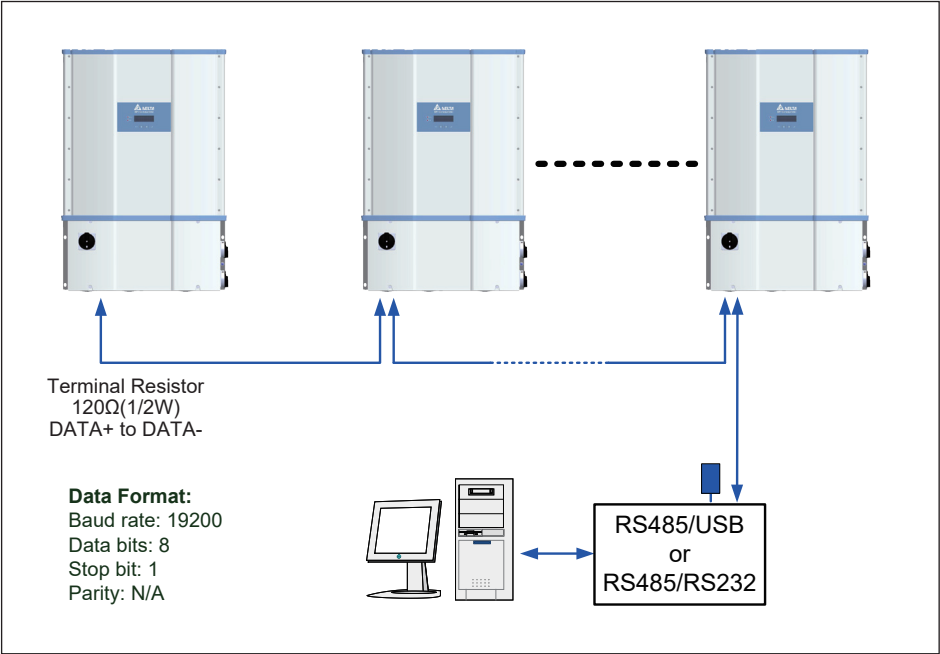 Terminal Resistor
120Ω(1/2W)
DATA+ to DATA-
Data Format:
Baud rate: 19200
Data bits: 8
Stop bit: 1
Parity: N/A
RS485/USB
or
RS485/RS232